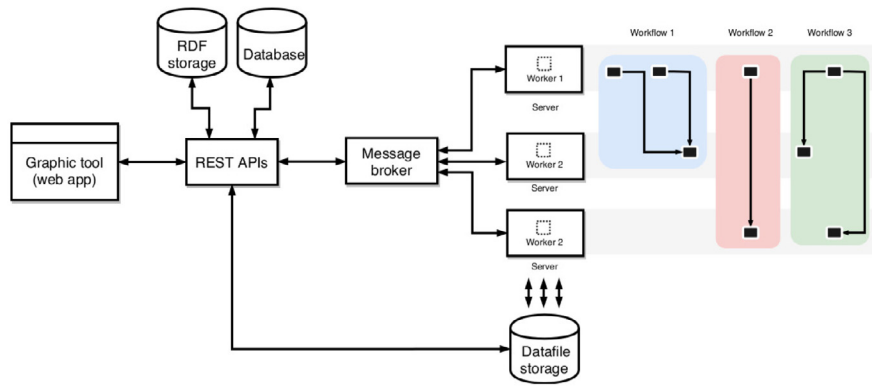 RDF
storage
Database
Graphic tool
(web app)
REST APIs
Message
broker
Worker 1
Server
Worker 2
Server
Worker 2
Server
Datafile
storage
Workflow 1
Workflow 2
Workflow 3